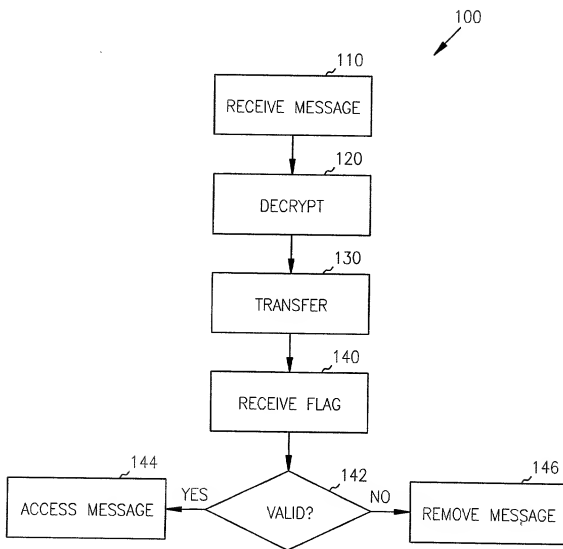 100
110
RECEIVE MESSAGE
120
DECRYPT
130
TRANSFER
140
RECEIVE FLAG
144
142
146
ACCESS MESSAGE
YES
VALID?
NO
REMOVE MESSAGE